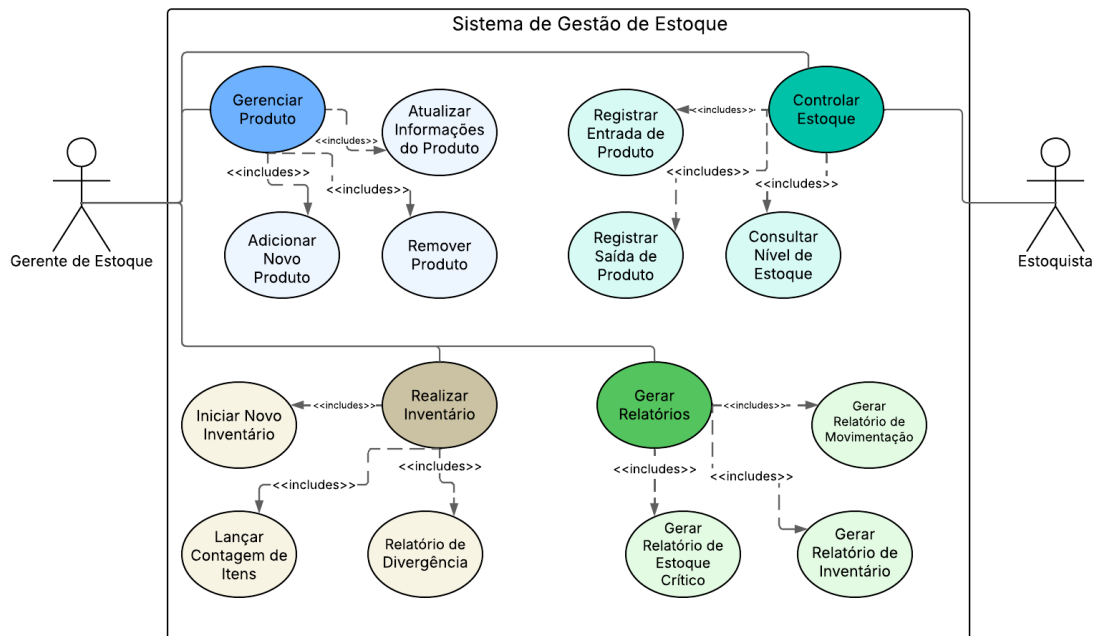 Sistema de Gestão de Estoque
Gerenciar
Produto
Atualizar
Informações
do Produto
<<includes>>
<<includes>>
<<includes>>
Adicionar
Novo
Produto
Remover
Produto
Registrar
Entrada de
Produto
<<includes>>
Controlar
Estoque
<<includes>>
<<includes>>
Registrar
Saída de
Produto
Consultar
Nível de
Estoque
Gerente de Estoque
Estoquista
Iniciar Novo
Inventário
<<includes>>
Realizar
Inventário
<<includes>>
<<includes>>
Lançar
Contagem de
Itens
Relatório de
Divergência
Gerar
Relatórios
<<includes>>
Gerar
Relatório de
Movimentação
<<includes>>
<<includes>>
Gerar
Relatório de
Estoque
Crítico
Gerar
Relatório de
Inventário